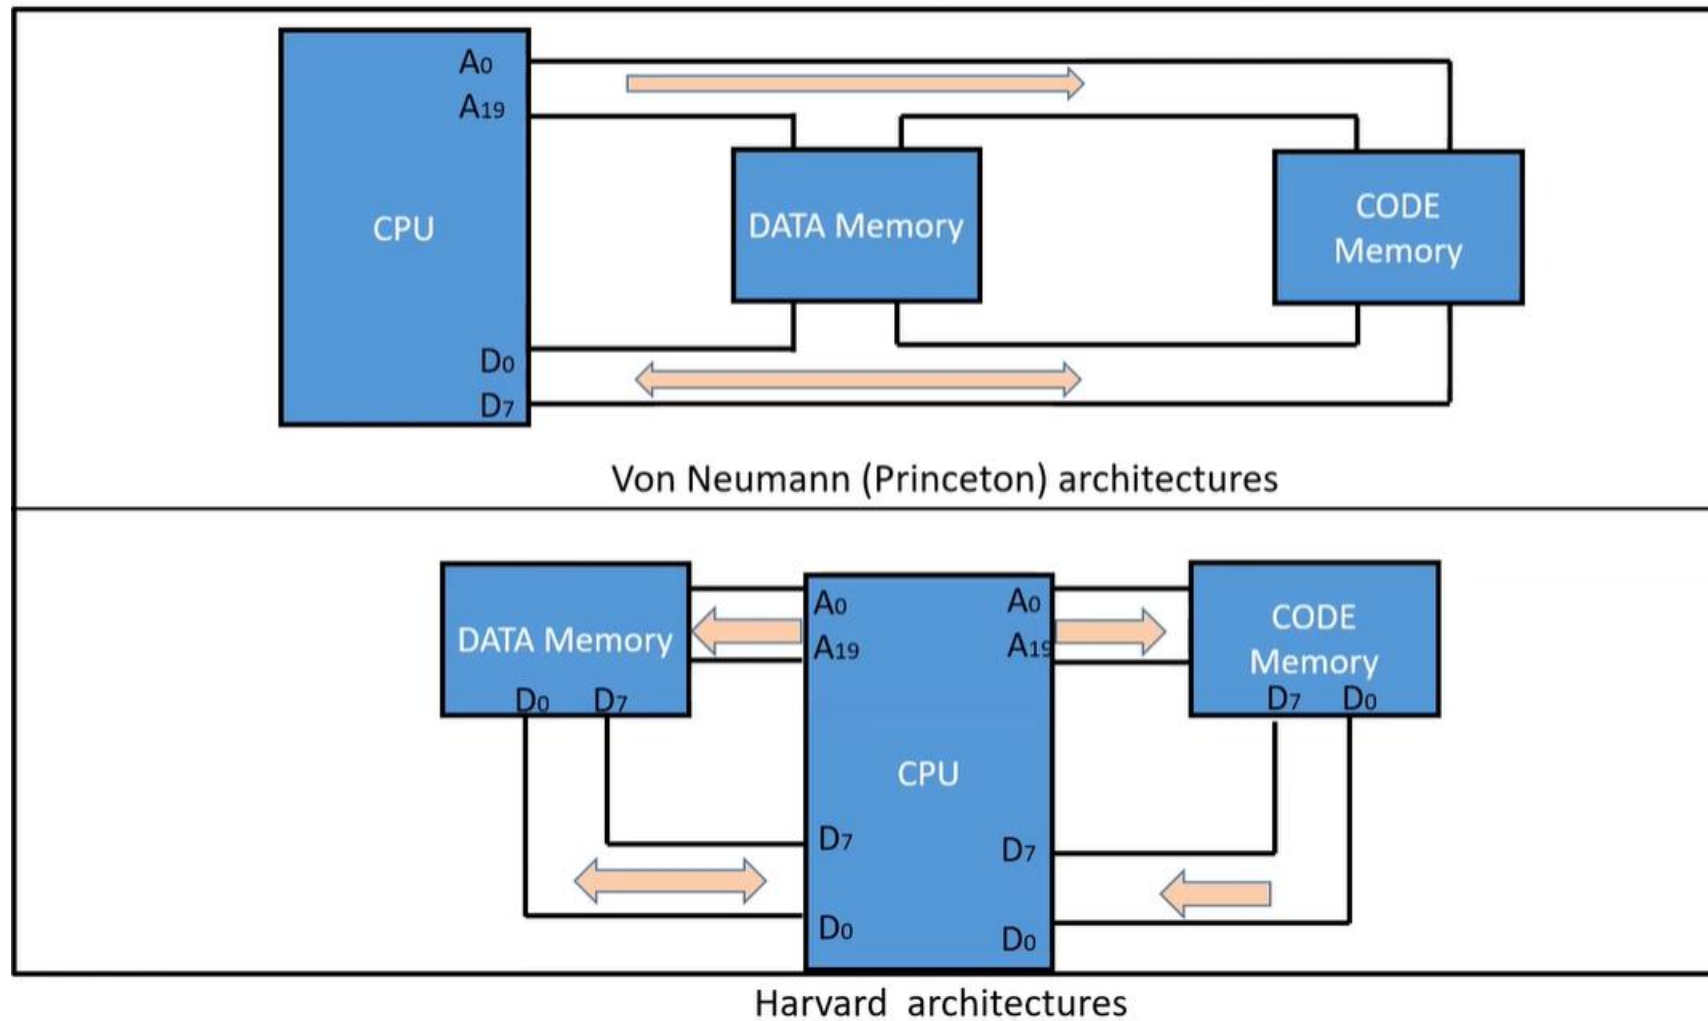 A0
A19
CPU
DATA Memory
CODE
Memory
D0
D7
Von Neumann (Princeton) architectures
DATA Memory
D0 D7
A0
A19
A0
A19
CPU
D7
D0
D7
D0
CODE
Memory
D7 D0
Harvard architectures